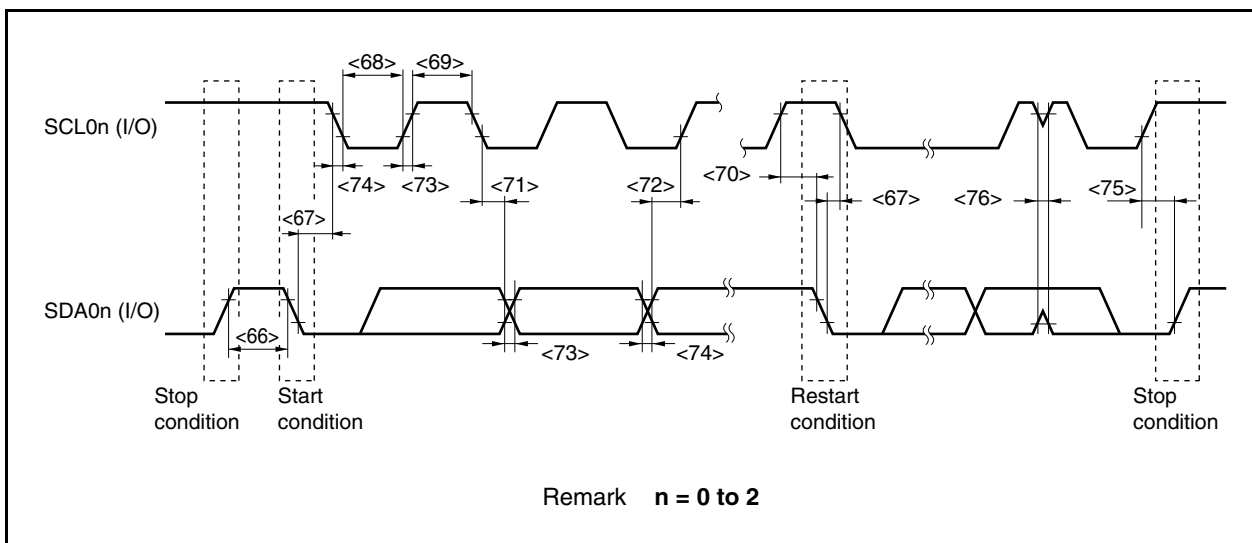 <68> <69>
SCL0n (I/O)
<74> <73> <71> <72> <70> <67> <76> <75>
<67>
SDA0n (I/O)
<66> <73> <74>
Stop
condition
Start
condition
Restart
condition
Stop
condition
Remark n = 0 to 2